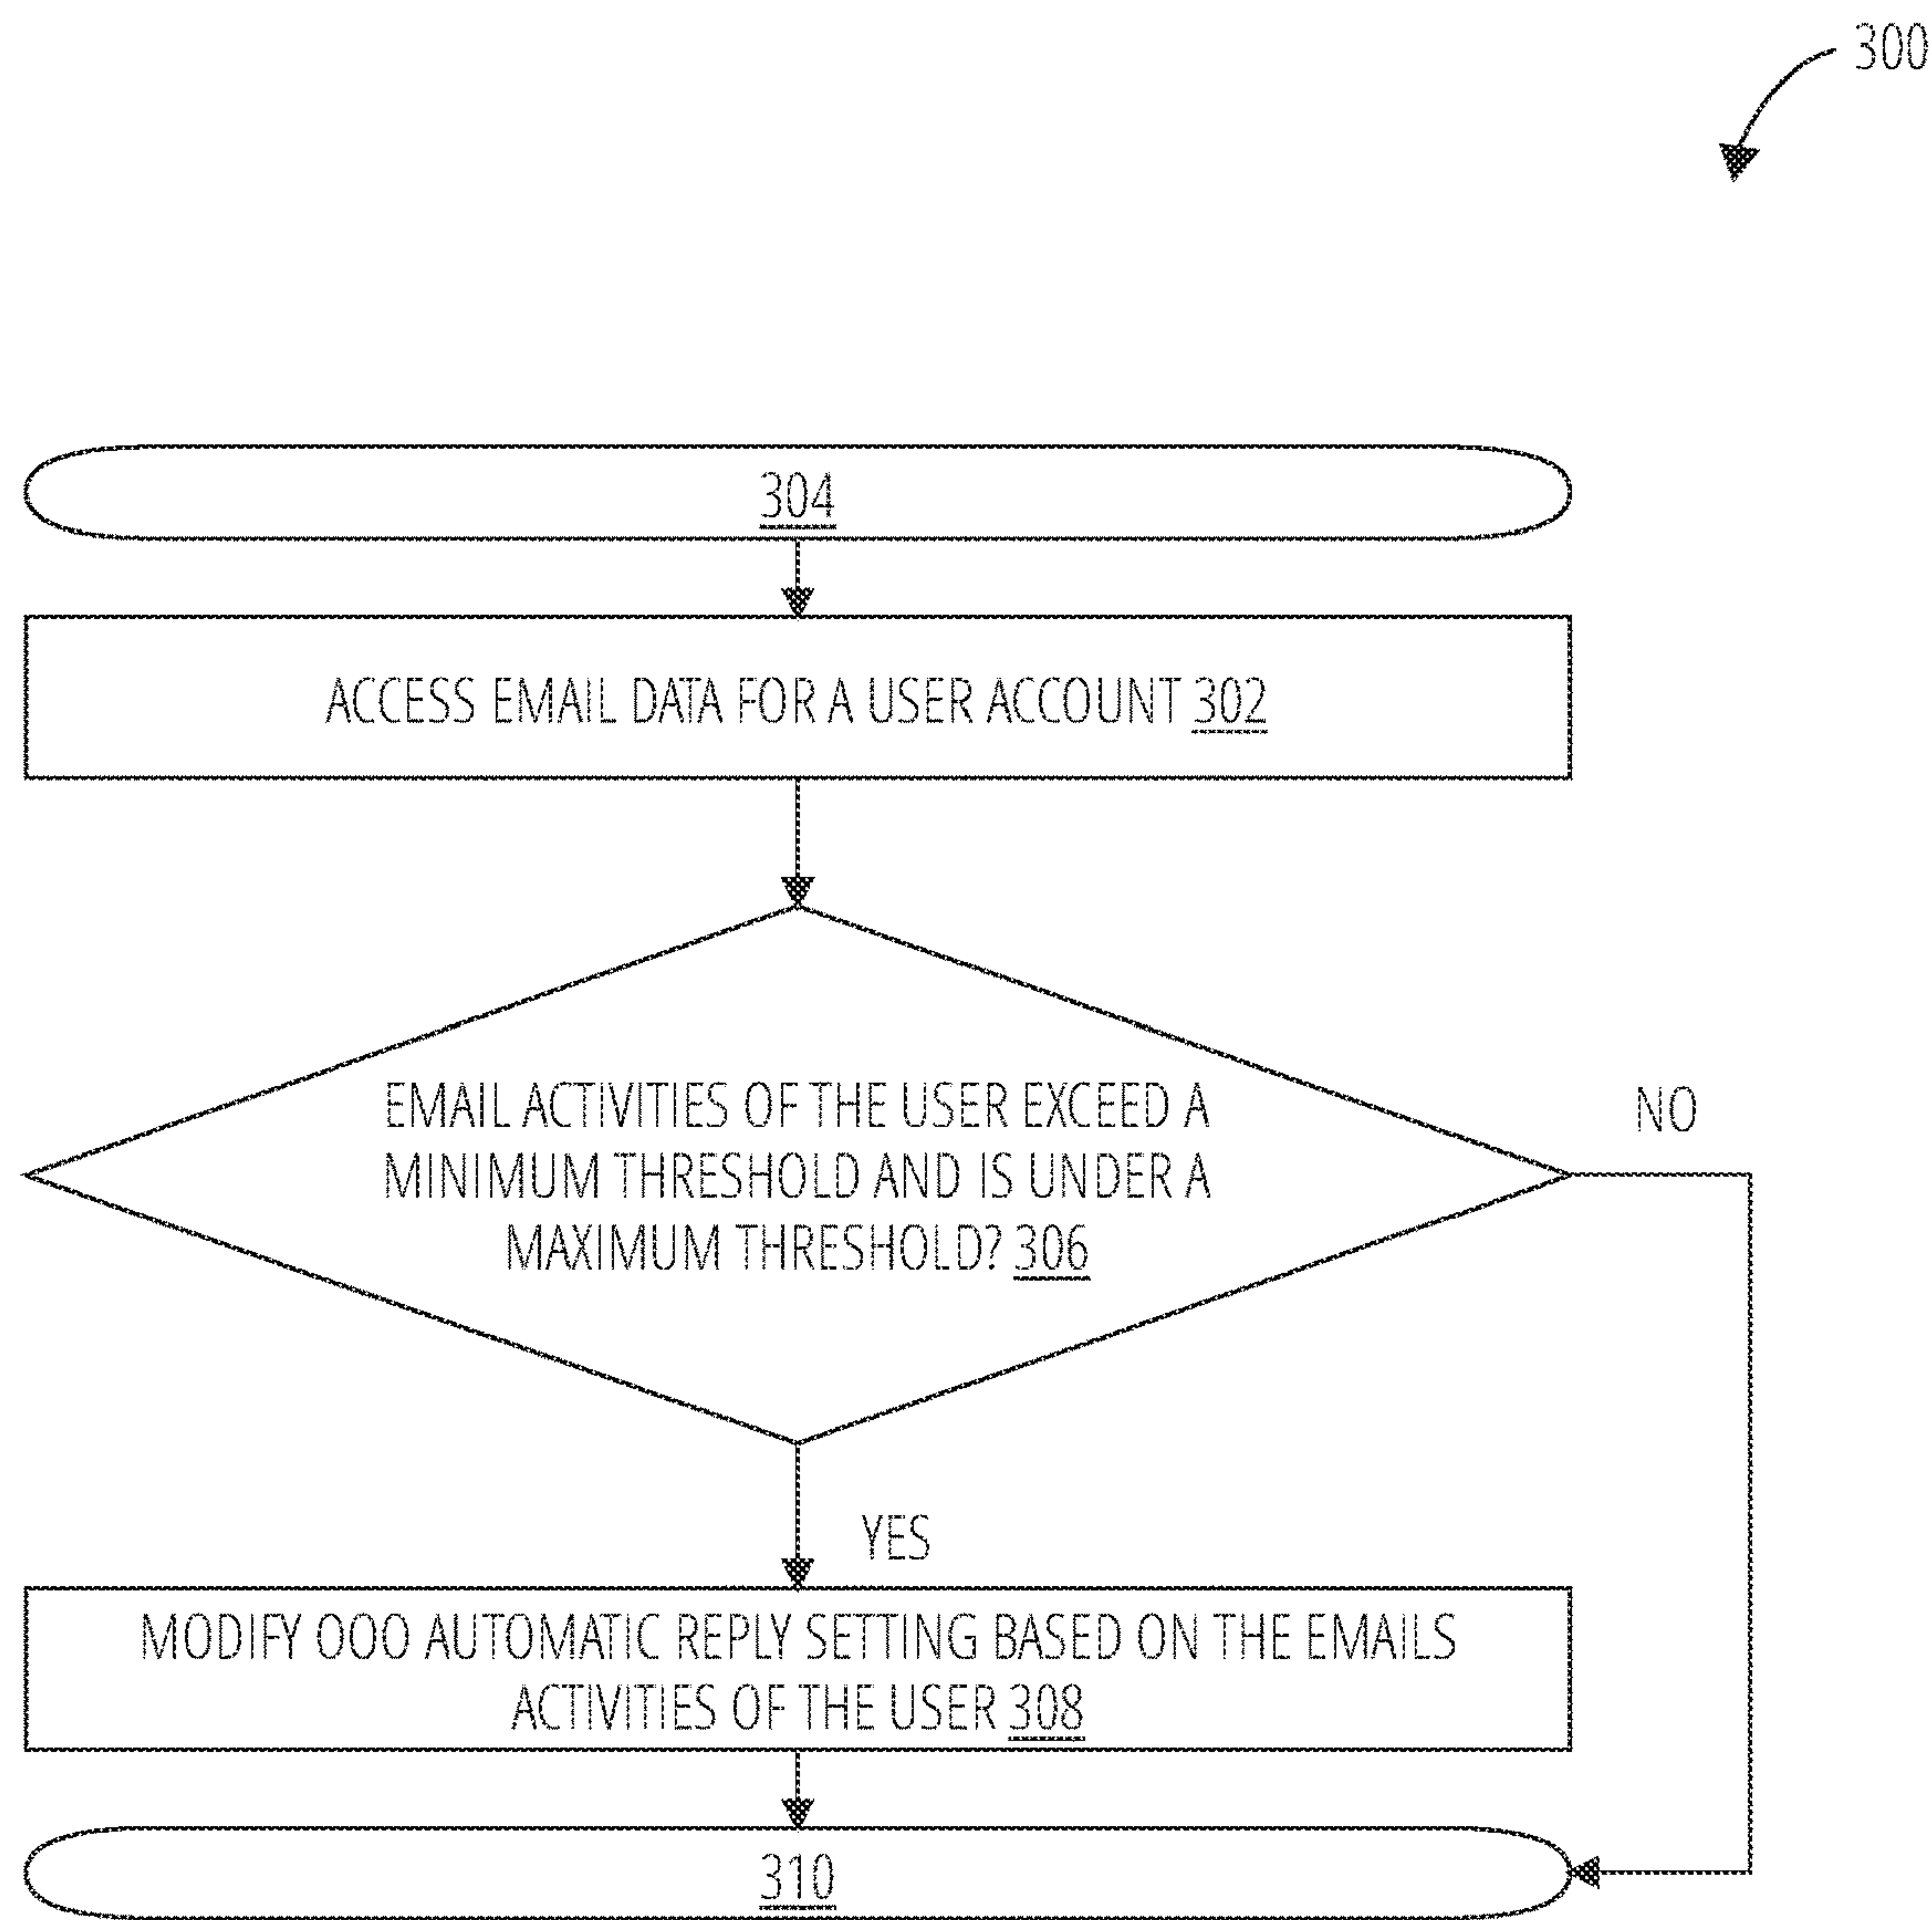 300
304
ACCESS EMAIL DATA FOR A USER ACCOUNT 302
EMAIL ACTIVITIES OF THE USER EXCEED A
MINIMUM THRESHOLD AND IS UNDER A
MAXIMUM THRESHOLD? 306
NO
YES
MODIFY OOO AUTOMATIC REPLY SETTING BASED ON THE EMAILS
ACTIVITIES OF THE USER 308
310